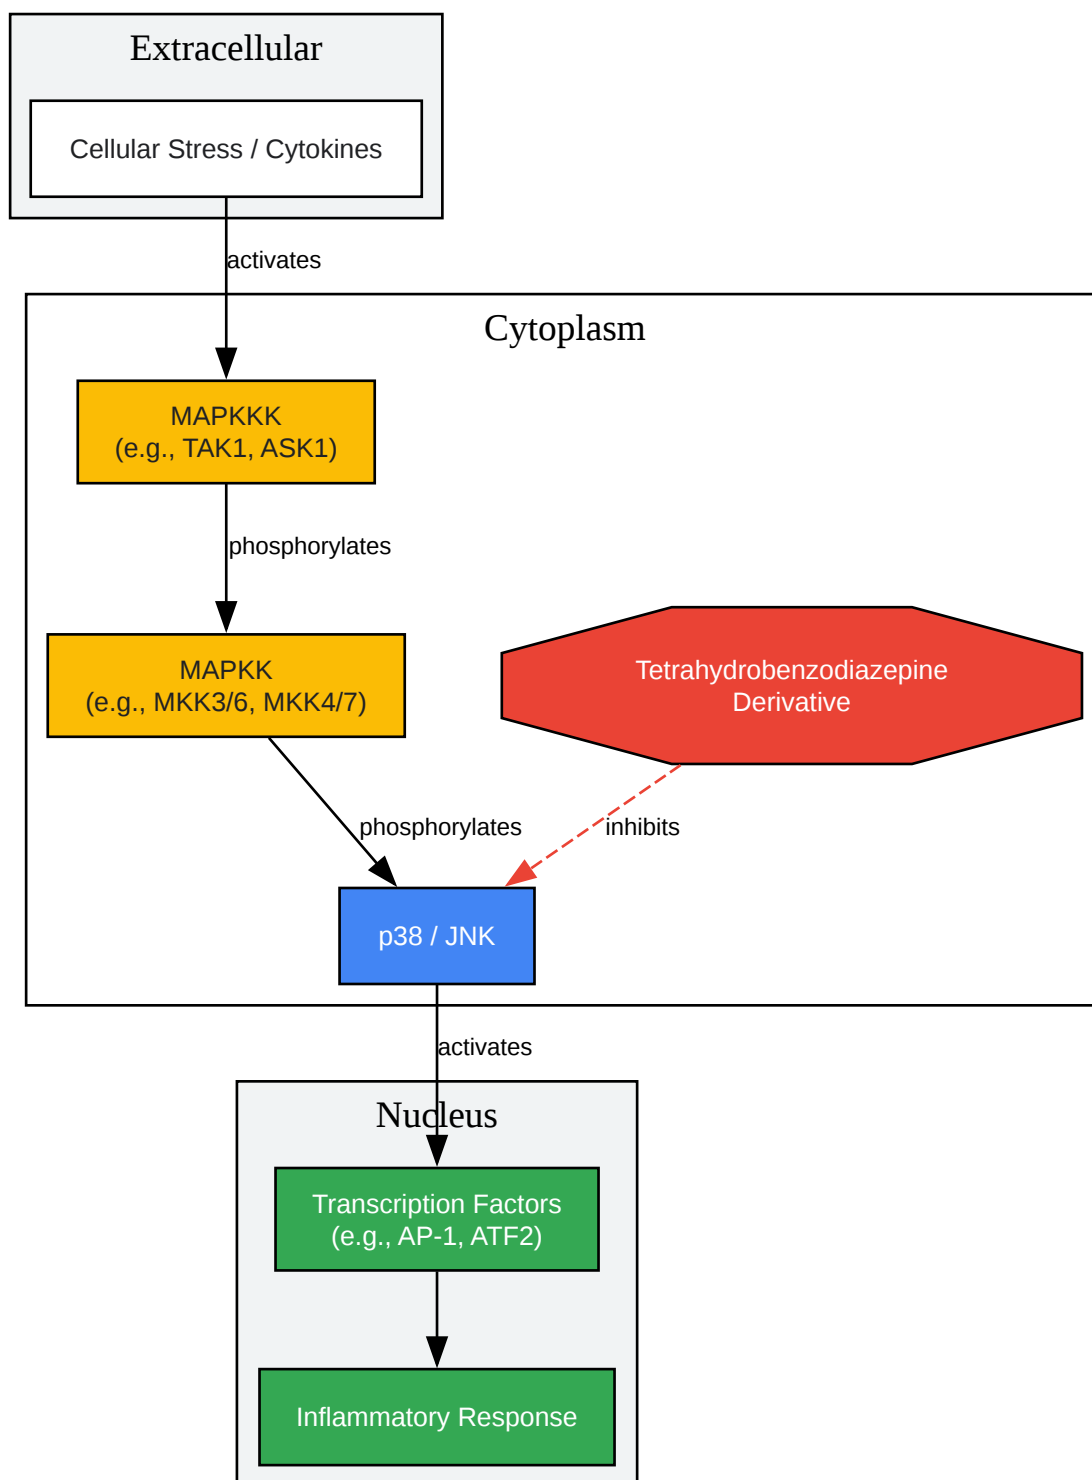 Extracellular
Cellular Stress / Cytokines
activates
Cytoplasm
MAPKKK
(e.g., TAK1, ASK1)
phosphorylates
MAPKK
(e.g., MKK3/6, MKK4/7)
Tetrahydrobenzodiazepine
Derivative
phosphorylates
inhibits
p38 / JNK
activates
Nucleus
Transcription Factors
(e.g., AP-1, ATF2)
Inflammatory Response